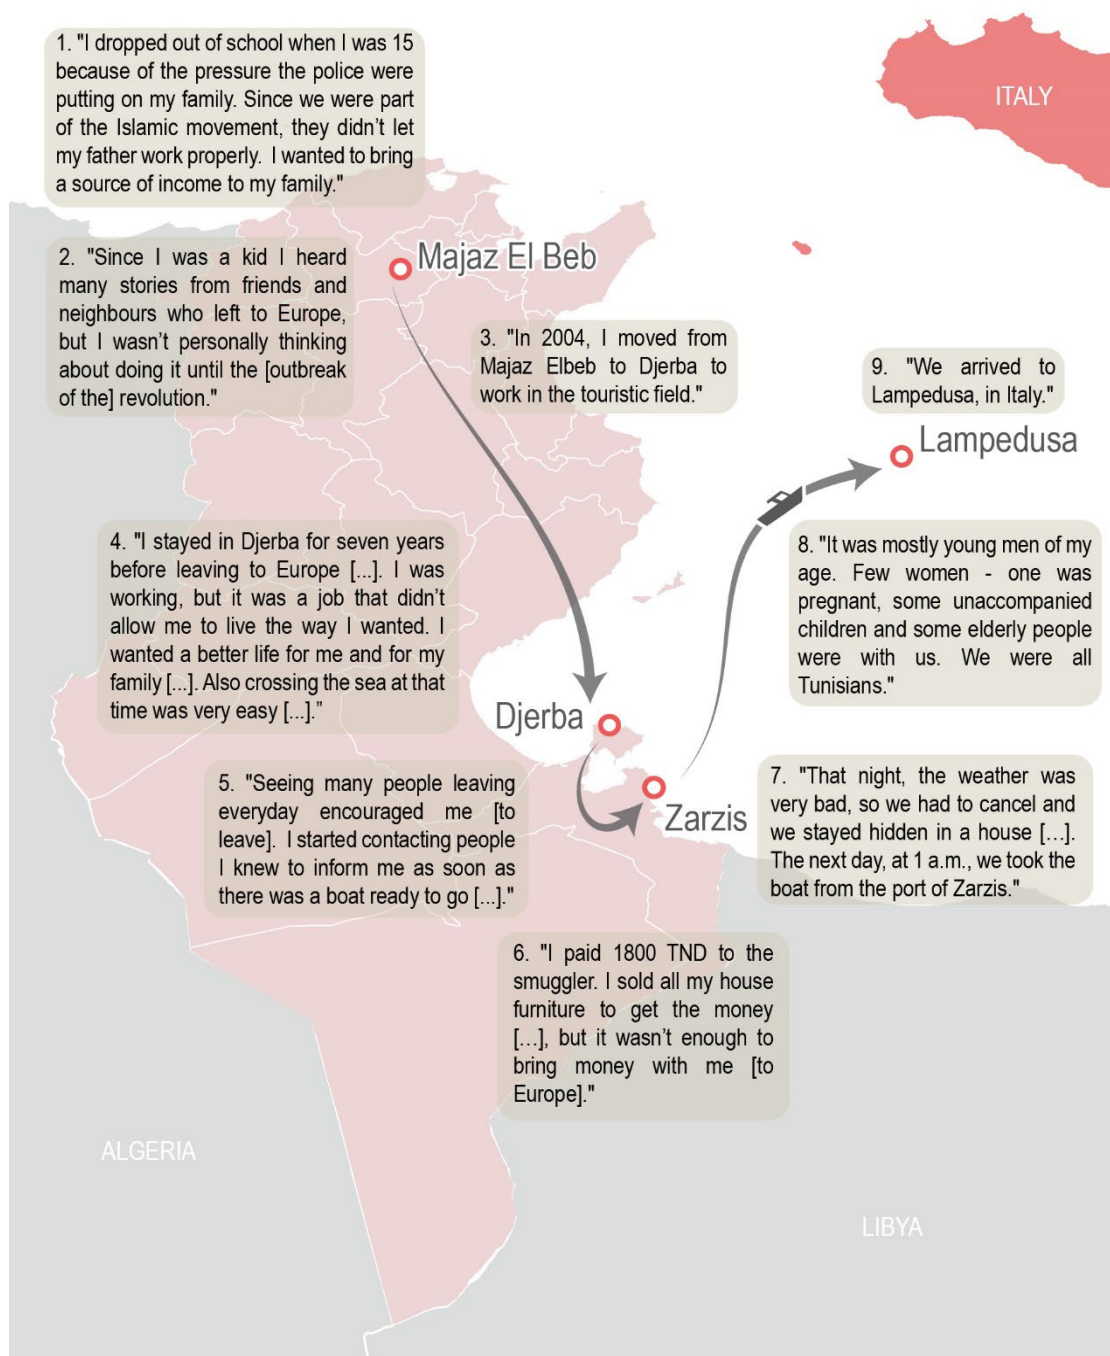 1. "I dropped out of school when I was 15
because of the pressure the police were
putting on my family. Since we were part
of the Islamic movement, they didn’t let
my father work properly. I wanted to bring
a source of income to my family."
ITALY
2. "Since I was a kid I heard
many stories from friends and
neighbours who left to Europe,
but I wasn’t personally thinking
about doing it until the [outbreak
of the] revolution."
Majaz El Beb
3. "In 2004, I moved from
Majaz Elbeb to Djerba to
work in the touristic field."
9. "We arrived to
Lampedusa, in Italy."
Lampedusa
4. "I stayed in Djerba for seven years
before leaving to Europe [...]. I was
working, but it was a job that didn’t
allow me to live the way I wanted. I
wanted a better life for me and for my
family [...]. Also crossing the sea at that
time was very easy [...].”
8. "It was mostly young men of my
age. Few women - one was
pregnant, some unaccompanied
children and some elderly people
were with us. We were all
Tunisians."
Djerba
5. "Seeing many people leaving
everyday encouraged me [to
leave]. I started contacting people
I knew to inform me as soon as
there was a boat ready to go [...]."
Zarzis
7. "That night, the weather was
very bad, so we had to cancel and
we stayed hidden in a house […].
The next day, at 1 a.m., we took the
boat from the port of Zarzis."
6. "I paid 1800 TND to the
smuggler. I sold all my house
furniture to get the money
[…], but it wasn’t enough to
bring money with me [to
Europe]."
ALGERIA
LIBYA